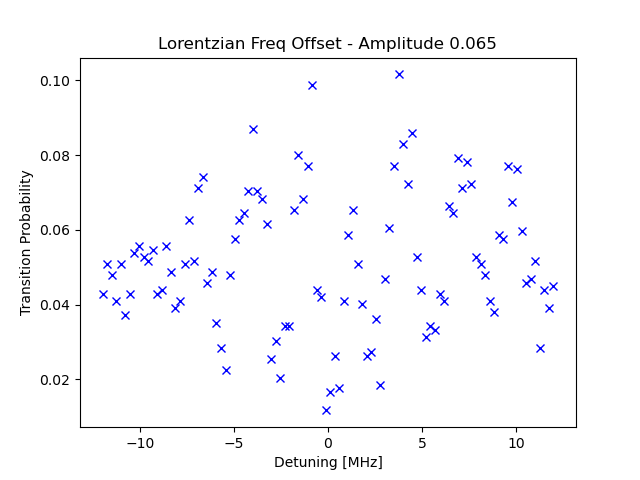 Lorentzian Freq Offset - Amplitude 0.065
Transition Probability
0.10
0.08
0.06
0.04
0.02
−10 −5 0 5 10
Detuning [MHz]